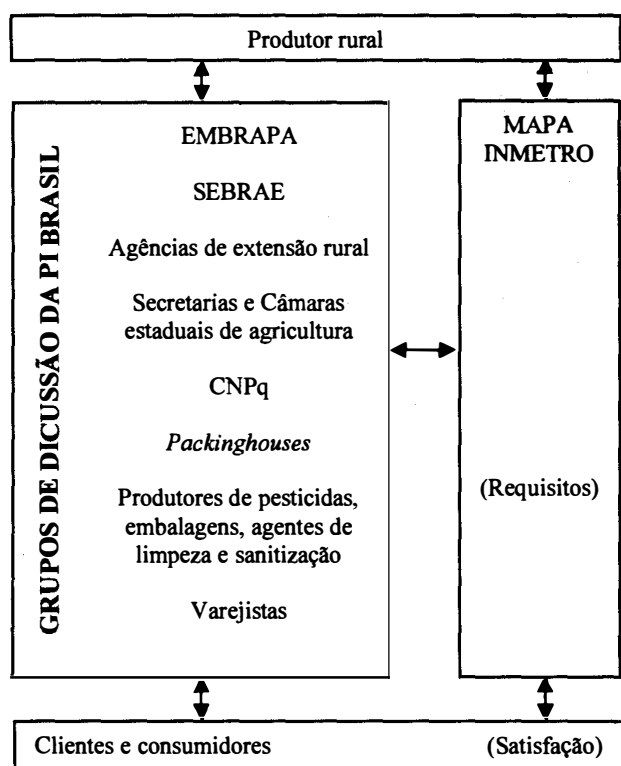 Produtor rural
GRUPOS DE DICUSSÃO DA PI BRASIL
EMBRAPA
SEBRAE
Agências de extensão rural
Secretarias e Câmaras
estaduais de agricultura
CNPq
Packinghouses
Produtores de pesticidas,
embalagens, agentes de
limpeza e sanitização
Varejistas
MAPA
INMETRO
(Requisitos)
Clientes e consumidores
(Satisfação)